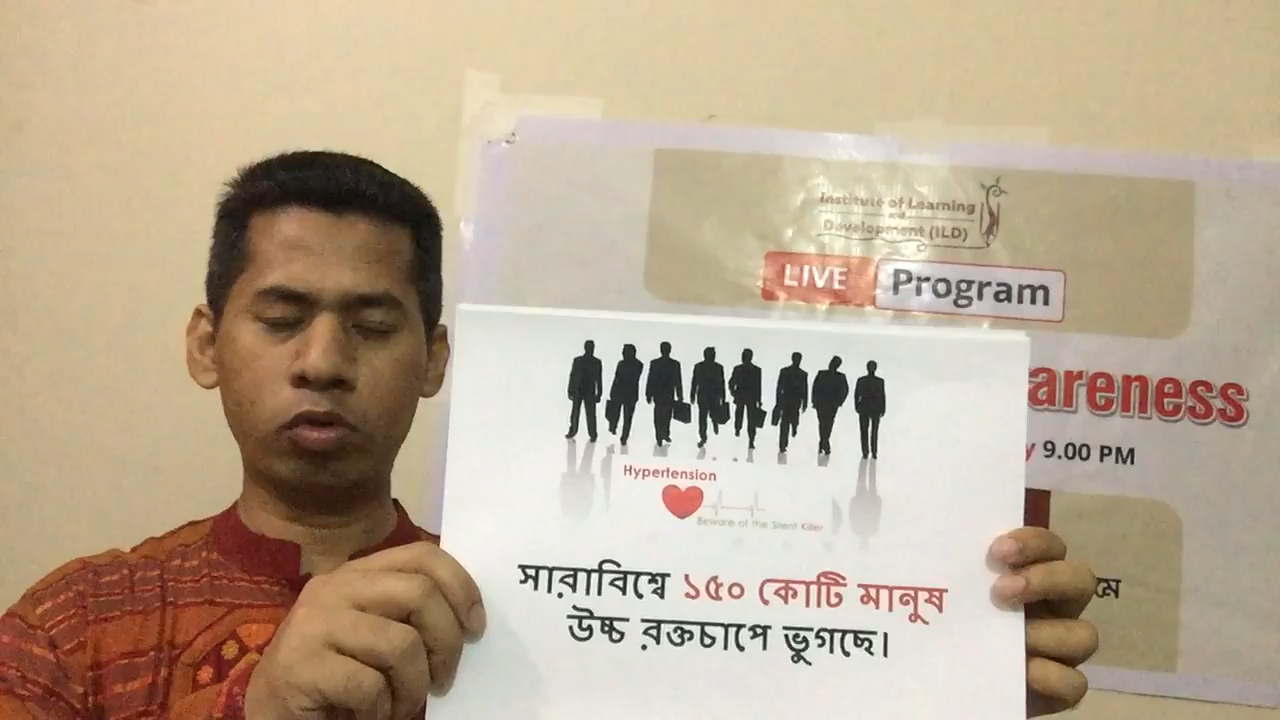 Institute of Learning
and
Development (ILD)
LIVE Program
areness
y 9.00 PM
মে
Hypertension
Beware of the Silent Killer
সারাবিশ্বে ১৫০ কোটি মানুষ
উচ্চ রক্তচাপে ভুগছে।